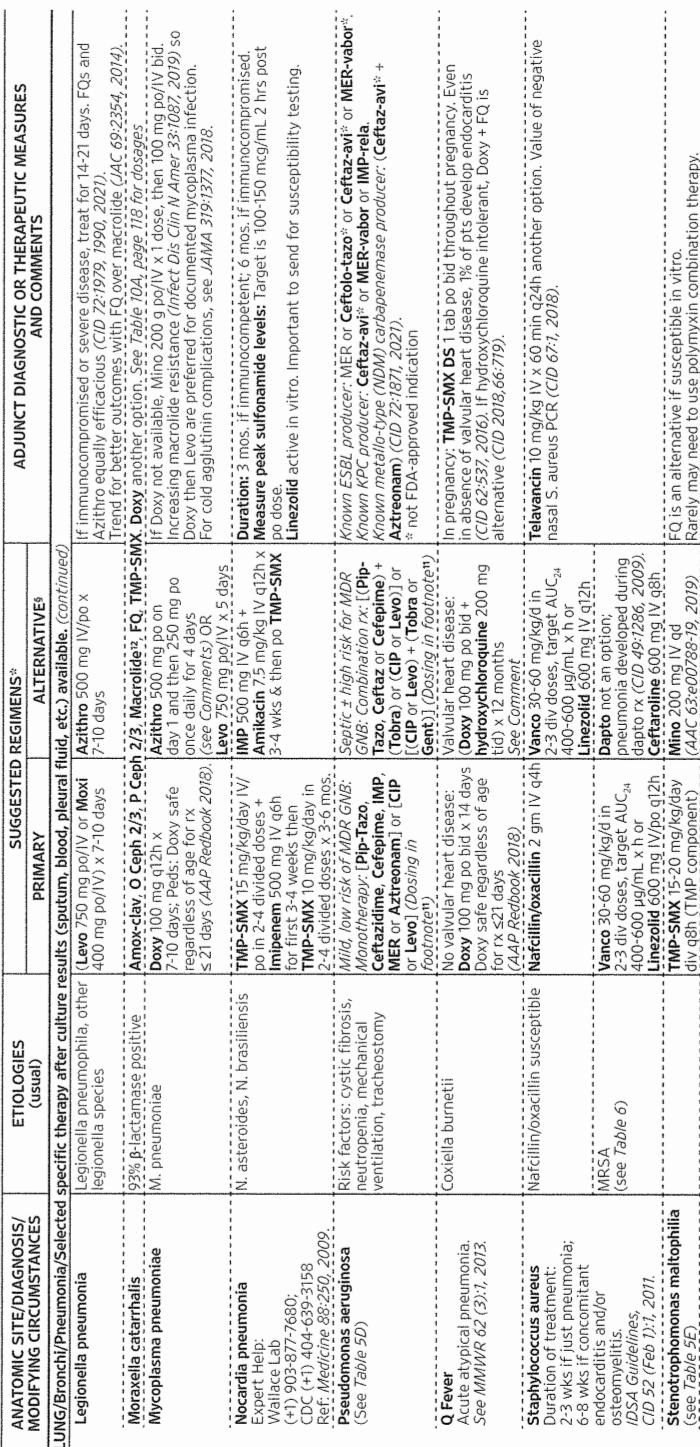 ANATOMIC SITE/DIAGNOSIS/
MODIFYING CIRCUMSTANCES
ETIOLOGIES
(usual)
SUGGESTED REGIMENS*
PRIMARY
ALTERNATIVE§
ADJUNCT DIAGNOSTIC OR THERAPEUTIC MEASURES
AND COMMENTS
LUNG/Bronchi/Pneumonia/Selected specific therapy after culture results (sputum, blood, pleural fluid, etc.) available. (continued)
Legionella pneumonia
Legionella pneumophila, other
legionella species
(Levo 750 mg po/IV or Moxi
400 mg po/IV) x 7-10 days
Azithro 500 mg IV/po x
7-10 days
If immunocompromised or severe disease, treat for 14-21 days. FQs and
Azithro equally efficacious (CID 72:1979, 1990, 2021).
Trend for better outcomes with FQ over macrolide (JAC 69:2354, 2014).
Moraxella catarrhalis
93% β-lactamase positive
Amox-clav, O Ceph 2/3, P Ceph 2/3, Macrolide¹², FQ, TMP-SMX. Doxy another option. See Table 10A, page 118 for dosages
Mycoplasma pneumoniae
M. pneumoniae
Doxy 100 mg q12h x
7-10 days; Peds: Doxy safe
regardless of age for rx
≤ 21 days (AAP Redbook 2018).
Azithro 500 mg po on
day 1 and then 250 mg po
once daily for 4 days
(see Comments) OR
Levo 750 mg po/IV x 5 days
If Doxy not available, Mino 200 g po/IV x 1 dose, then 100 mg po/IV bid.
Increasing macrolide resistance (Infect Dis Clin N Amer 33:1087, 2019) so
Doxy then Levo are preferred for documented mycoplasma infection.
For cold agglutinin complications, see JAMA 319:1377, 2018.
Nocardia pneumonia
Expert Help:
Wallace Lab
(+1) 903-877-7680;
CDC (+1) 404-639-3158
Ref: Medicine 88:250, 2009.
N. asteroides, N. brasiliensis
TMP-SMX 15 mg/kg/day IV/
po in 2-4 divided doses +
Imipenem 500 mg IV q6h
for first 3-4 weeks then
TMP-SMX 10 mg/kg/day in
2-4 divided doses x 3-6 mos.
IMP 500 mg IV q6h +
Amikacin 7.5 mg/kg IV q12h x
3-4 wks & then po TMP-SMX
Duration: 3 mos. if immunocompetent; 6 mos. if immunocompromised.
Measure peak sulfonamide levels: Target is 100-150 mcg/mL 2 hrs post
po dose.
Linezolid active in vitro. Important to send for susceptibility testing.
Pseudomonas aeruginosa
(See Table 5D)
Risk factors: cystic fibrosis,
neutropenia, mechanical
ventilation, tracheostomy
Mild, low risk of MDR GNB:
Monotherapy: [Pip-Tazo,
Ceftazidime, Cefepime, IMP,
MER or Aztreonam] or [CIP
or Levo] (Dosing in
footnote¹¹)
Septic ± high risk for MDR
GNB: Combination rx: [(Pip-
Tazo, Ceftaz or Cefepime) +
(Tobra) or (CIP or Levo)] or
[(CIP or Levo) + (Tobra or
Gent)] (Dosing in footnote¹¹)
Known ESBL producer: MER or Ceftolo-tazo* or Ceftaz-avi* or MER-vabor*.
Known KPC producer: Ceftaz-avi* or MER-vabor or IMP-rela.
Known metallo-type (NDM) carbapenemase producer: (Ceftaz-avi* +
Aztreonam) (CID 72:1871, 2021).
* not FDA-approved indication
Q Fever
Acute atypical pneumonia.
See MMWR 62 (3):1, 2013.
Coxiella burnetii
No valvular heart disease:
Doxy 100 mg po bid x 14 days
Doxy safe regardless of age
for rx ≤21 days
(AAP Redbook 2018)
Valvular heart disease:
(Doxy 100 mg po bid +
hydroxychloroquine 200 mg
tid) x 12 months
See Comment
In pregnancy: TMP-SMX DS 1 tab po bid throughout pregnancy. Even
in absence of valvular heart disease, 1% of pts develop endocarditis
(CID 62:537, 2016). If hydroxychloroquine intolerant, Doxy + FQ is
alternative (CID 2018,66:719).
Staphylococcus aureus
Duration of treatment:
2-3 wks if just pneumonia;
6-8 wks if concomitant
endocarditis and/or
osteomyelitis.
IDSA Guidelines,
CID 52 (Feb 1):1, 2011.
Nafcillin/oxacillin susceptible
Nafcillin/oxacillin 2 gm IV q4h
Vanco 30-60 mg/kg/d in
2-3 div doses, target AUC₂₄
400-600 µg/mL x h or
Linezolid 600 mg IV q12h
Telavancin 10 mg/kg IV x 60 min q24h another option. Value of negative
nasal S. aureus PCR (CID 67:1, 2018).
MRSA
(see Table 6)
Vanco 30-60 mg/kg/d in
2-3 div doses, target AUC₂₄
400-600 µg/mL x h or
Linezolid 600 mg IV/po q12h
Dapto not an option;
pneumonia developed during
dapto rx (CID 49:1286, 2009).
Ceftaroline 600 mg IV q8h
Stenotrophomonas maltophilia
(see Table 5E)
TMP-SMX 15-20 mg/kg/day
div q8h (TMP component)
Mino 200 mg IV qd
(AAC 63:e00788-19, 2019)
FQ is an alternative if susceptible in vitro.
Rarely may need to use polymyxin combination therapy.